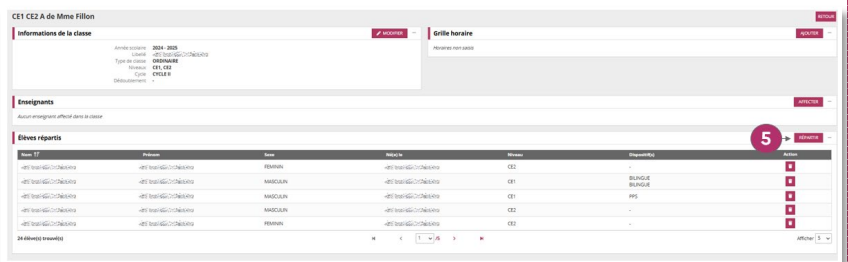 CE1 CE2 A de Mme Fillon
RETOUR
Informations de la classe
MODIFIER
Grille horaire
AJOUTER
Année scolaire 2024 - 2025
Horaires non saisis
Libellé
Type de classe ORDINAIRE
Niveaux CE1, CE2
Cycle CYCLE II
Dédoublement -
Enseignants
AFFECTER
Aucun enseignant affecté dans la classe
Élèves répartis
5
RÉPARTIR
Nom Prénom Sexe Né(e) le Niveau Dispositif(s) Action
FEMININ CE2 -
MASCULIN CE1 BILINGUE
BILINGUE
MASCULIN CE1 PPS
MASCULIN CE2 -
FEMININ CE2 -
24 élève(s) trouvé(s)
1 /5
Afficher 5